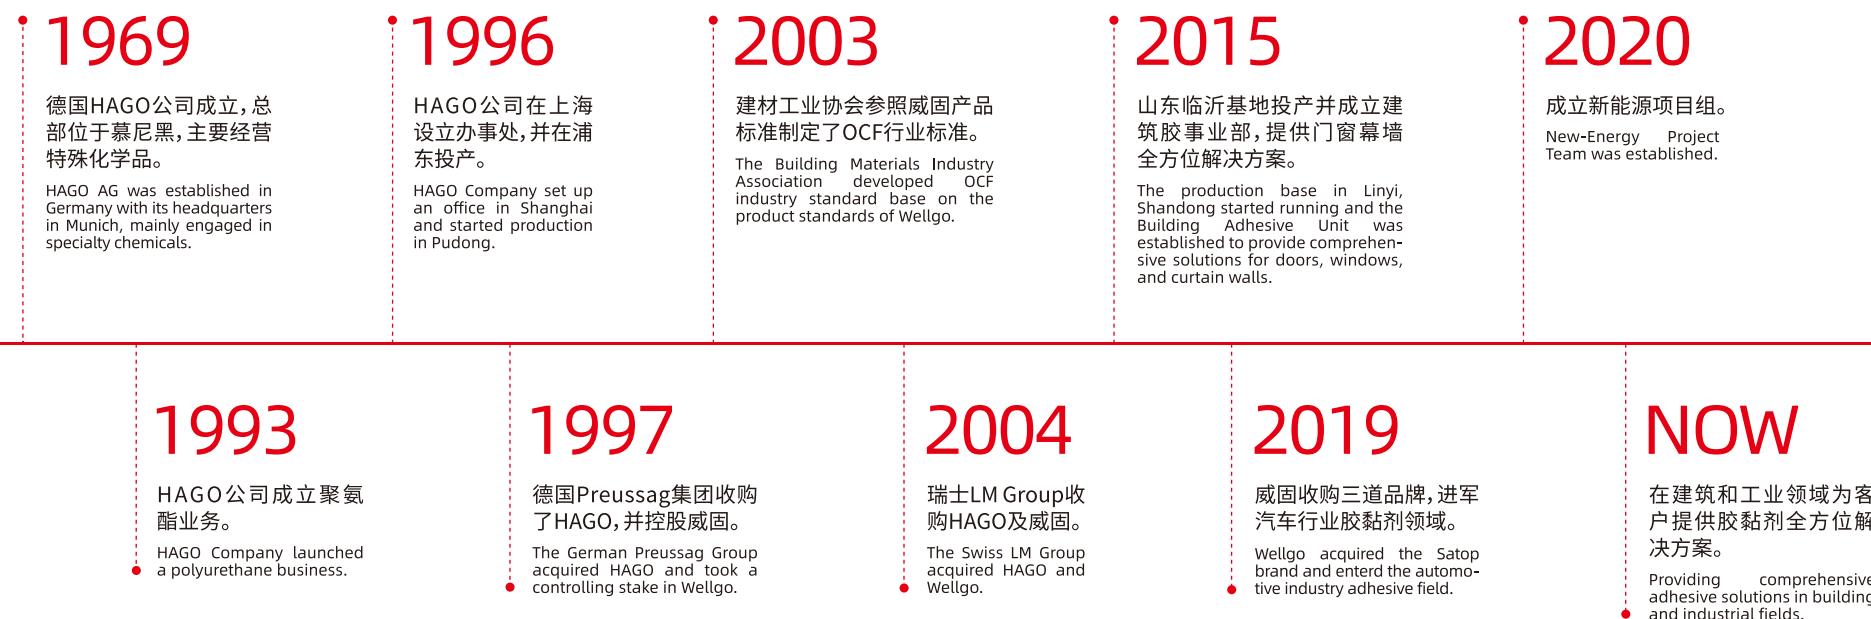 1969
德国HAGO公司成立，总
部位于慕尼黑，主要经营
特殊化学品。
HAGO AG was established in
Germany with its headquarters
in Munich, mainly engaged in
specialty chemicals.
1996
HAGO公司在上海
设立办事处，并在浦
东投产。
HAGO Company set up
an office in Shanghai
and started production
in Pudong.
2003
建材工业协会参照威固产品
标准制定了OCF行业标准。
The Building Materials Industry
Association developed OCF
industry standard base on the
product standards of Wellgo.
2015
山东临沂基地投产并成立建
筑胶事业部，提供门窗幕墙
全方位解决方案。
The production base in Linyi,
Shandong started running and the
Building Adhesive Unit was
established to provide comprehen-
sive solutions for doors, windows,
and curtain walls.
2020
成立新能源项目组。
New-Energy Project
Team was established.
1993
HAGO公司成立聚氨
酯业务。
HAGO Company launched
a polyurethane business.
1997
德国Preussag集团收购
了HAGO，并控股威固。
The German Preussag Group
acquired HAGO and took a
controlling stake in Wellgo.
2004
瑞士LM Group收
购HAGO及威固。
The Swiss LM Group
acquired HAGO and
Wellgo.
2019
威固收购三道品牌，进军
汽车行业胶黏剂领域。
Wellgo acquired the Satop
brand and enterd the automo-
tive industry adhesive field.
NOW
在建筑和工业领域为客
户提供胶黏剂全方位解
决方案。
Providing comprehensive
adhesive solutions in building
and industrial fields.